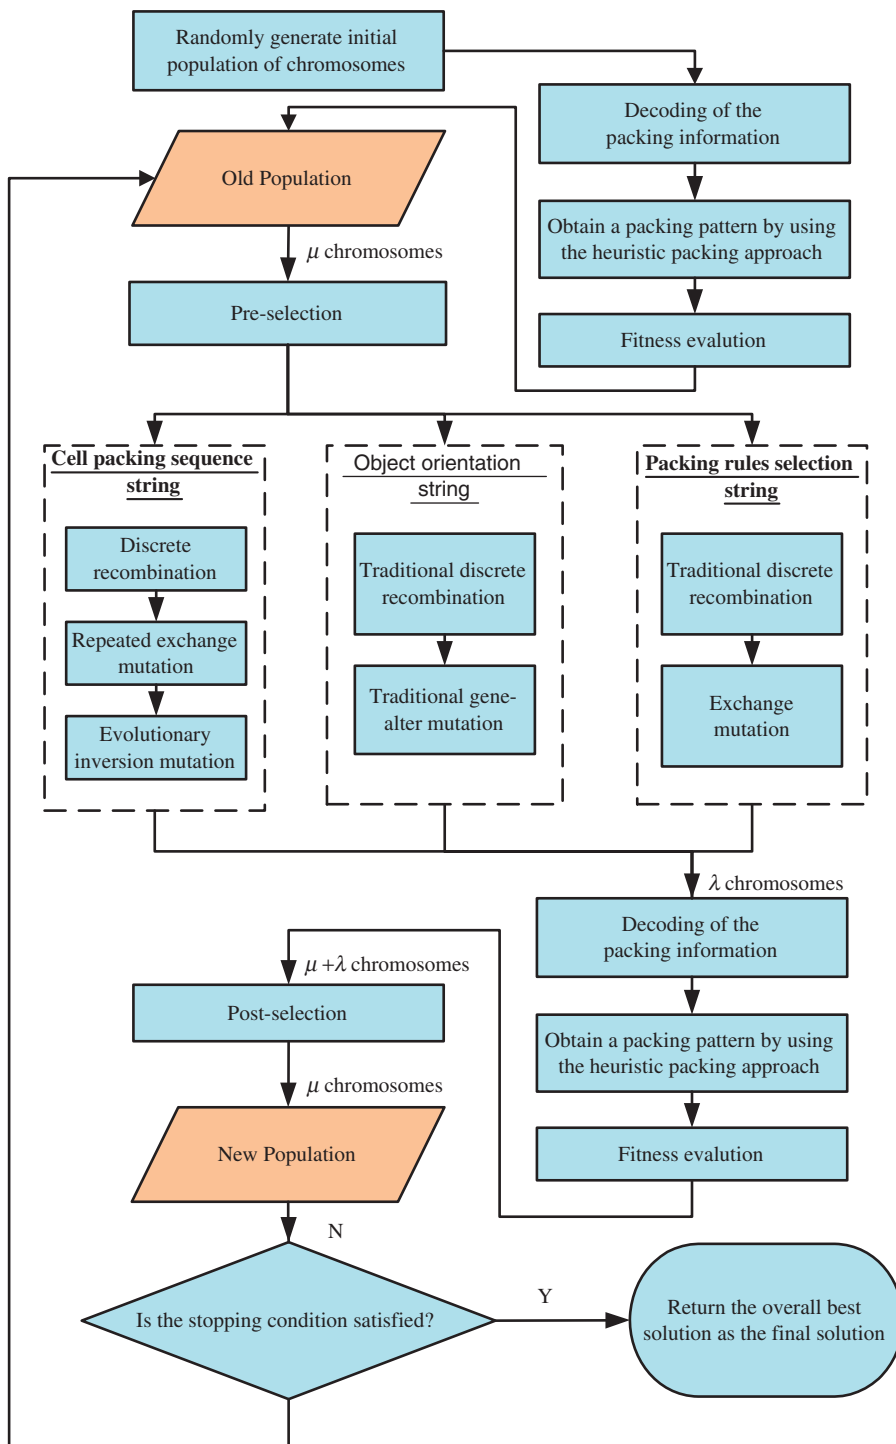 Randomly generate initial
population of chromosomes
Decoding of the
packing information
Old Population
Obtain a packing pattern by using
the heuristic packing approach
μ chromosomes
Pre-selection
Fitness evalution
Cell packing sequence
string
Discrete
recombination
Repeated exchange
mutation
Evolutionary
inversion mutation
Object orientation
string
Traditional discrete
recombination
Traditional gene-
alter mutation
Packing rules selection
string
Traditional discrete
recombination
Exchange
mutation
λ chromosomes
Decoding of the
packing information
μ +λ chromosomes
Post-selection
Obtain a packing pattern by using
the heuristic packing approach
μ chromosomes
New Population
Fitness evalution
N
Is the stopping condition satisfied?
Y
Return the overall best
solution as the final solution